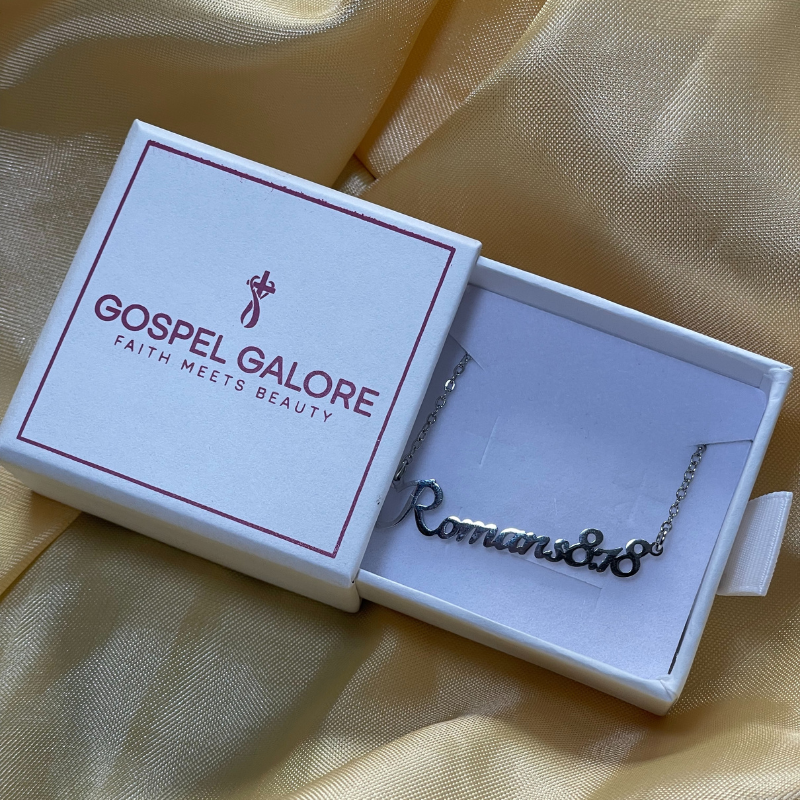 GOSPEL GALORE
FAITH MEETS BEAUTY
Romans8:18